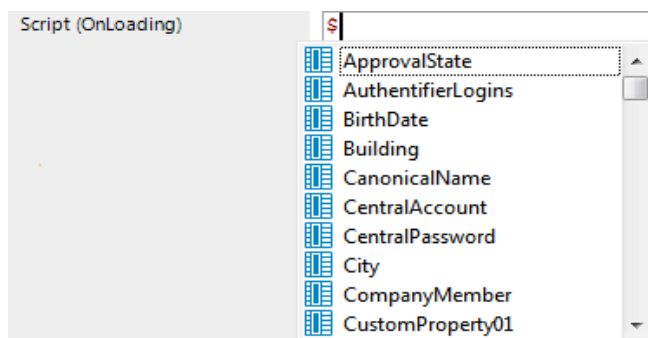 Script (OnLoading)
$
ApprovalState
AuthentifierLogins
BirthDate
Building
CanonicalName
CentralAccount
CentralPassword
City
CompanyMember
CustomProperty01